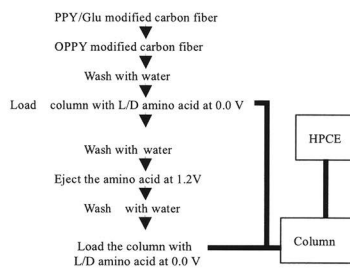 PPY/Glu modified carbon fiber
OPPY modified carbon fiber
Wash with water
Load column with L/D amino acid at 0.0 V
Wash with water
Eject the amino acid at 1.2V
Wash with water
Load the column with
L/D amino acid at 0.0 V
HPCE
Column